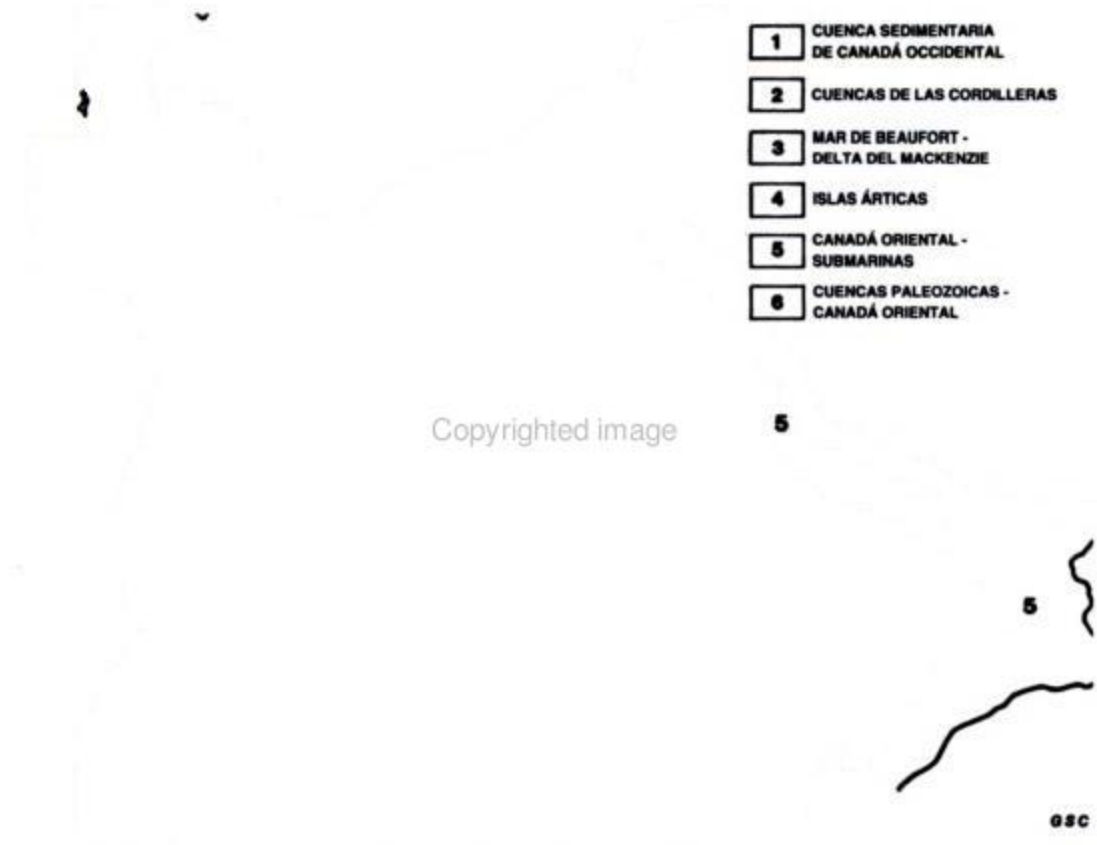 1 CUENCA SEDIMENTARIA
DE CANADÁ OCCIDENTAL
2 CUENCAS DE LAS CORDILLERAS
3 MAR DE BEAUFORT -
DELTA DEL MACKENZIE
4 ISLAS ÁRTICAS
5 CANADÁ ORIENTAL -
SUBMARINAS
6 CUENCAS PALEOZOICAS -
CANADÁ ORIENTAL
Copyrighted image
5
5
GSC